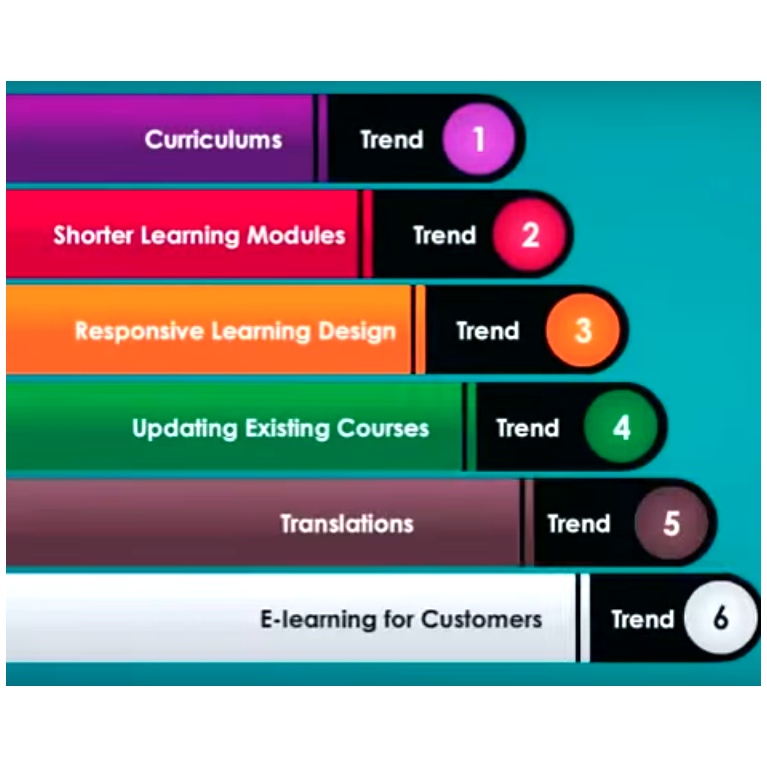 Curriculums Trend 1
Shorter Learning Modules Trend 2
Responsive Learning Design Trend 3
Updating Existing Courses Trend 4
Translations Trend 5
E-learning for Customers Trend 6